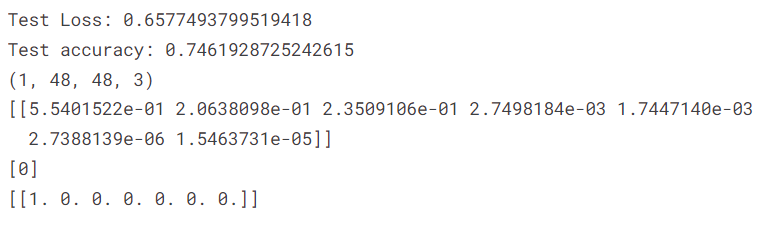 Test Loss: 0.6577493799519418
Test accuracy: 0.7461928725242615
(1, 48, 48, 3)
[[5.5401522e-01 2.0638098e-01 2.3509106e-01 2.7498184e-03 1.7447140e-03
2.7388139e-06 1.5463731e-05]]
[0]
[[1. 0. 0. 0. 0. 0. 0.]]